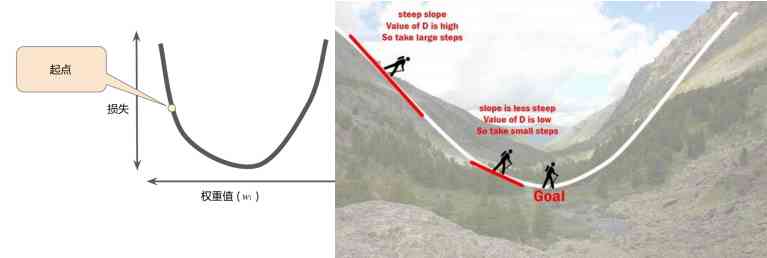 起点
损失
权重值 ( w₁ )
steep slope
Value of D is high
So take large steps
slope is less steep
Value of D is low
So take small steps
Goal